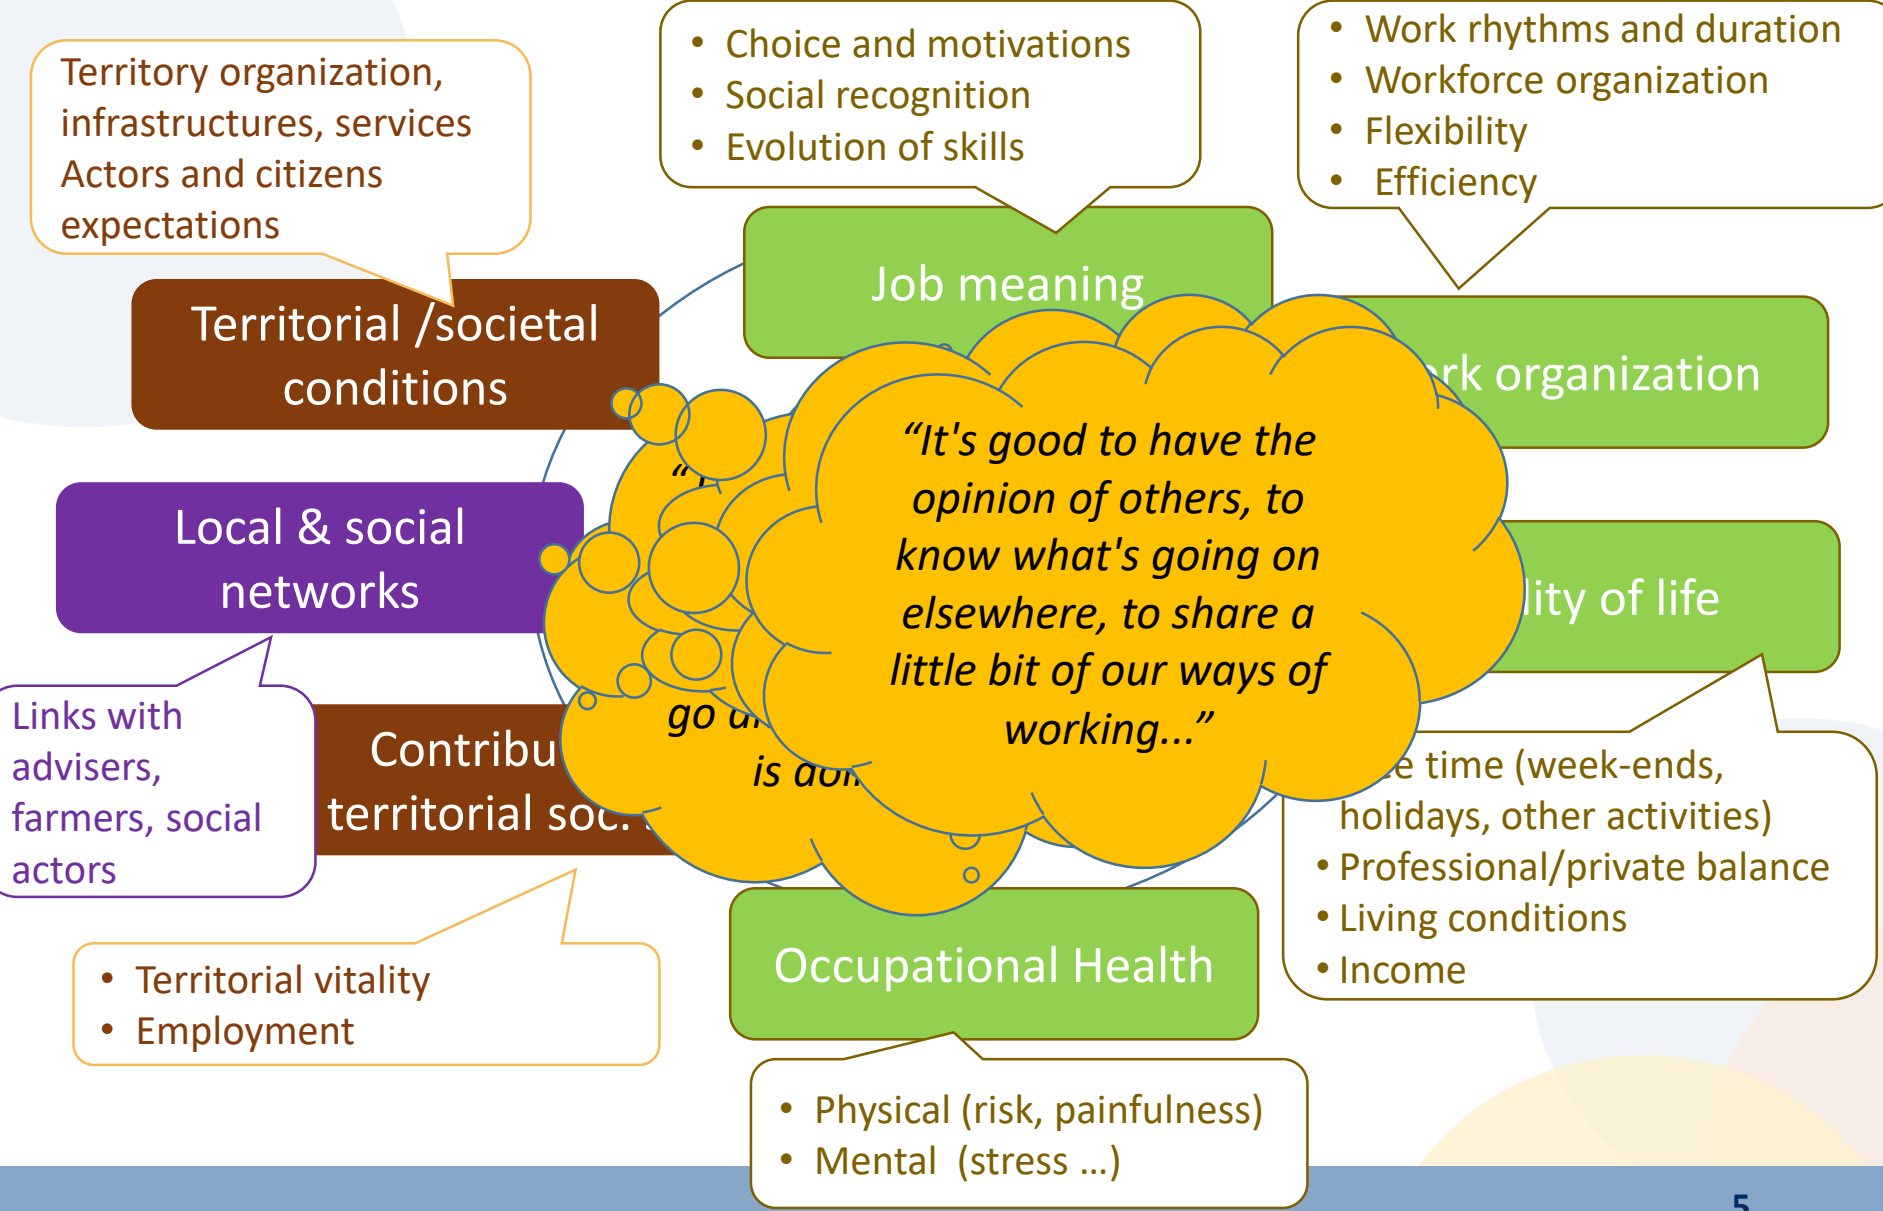 Territory organization,
infrastructures, services
Actors and citizens
expectations
• Choice and motivations
• Social recognition
• Evolution of skills
• Work rhythms and duration
• Workforce organization
• Flexibility
• Efficiency
Territorial /societal
conditions
Job meaning
organization
Local & social
networks
of life
“It's good to have the
opinion of others, to
know what's going on
elsewhere, to share a
little bit of our ways of
working...”
Links with
advisers,
farmers, social
actors
territorial soc.
go
is
time (week-ends,
holidays, other activities)
• Professional/private balance
• Living conditions
• Income
Occupational Health
• Territorial vitality
• Employment
• Physical (risk, painfulness)
• Mental (stress ...)
5